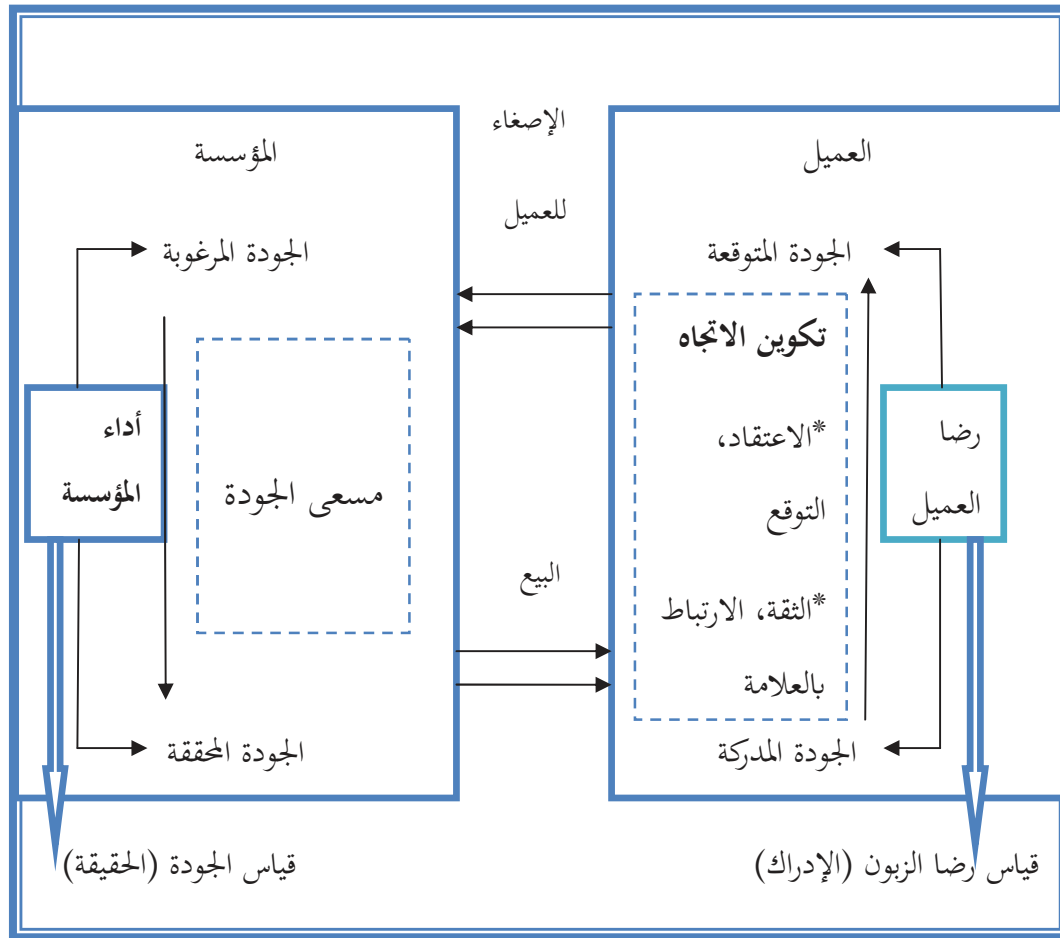 الإصغاء
للعميل
العميل
الجودة المتوقعة
تكوين الاتجاه
*الاعتقاد،
التوقع
*الثقة، الارتباط
بالعلامة
الجودة المدركة
رضا
العميل
قياس رضا الزبون (الإدراك)
البيع
المؤسسة
الجودة المرغوبة
مسعى الجودة
أداء
المؤسسة
الجودة المحققة
قياس الجودة (الحقيقة)